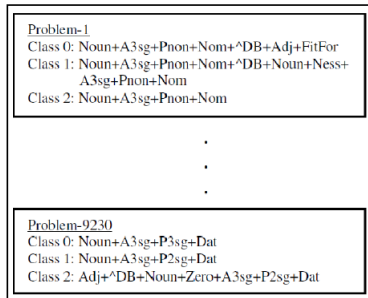 Problem-1
Class 0: Noun+A3sg+Pnon+Nom+^DB+Adj+FitFor
Class 1: Noun+A3sg+Pnon+Nom+^DB+Noun+Ness+
A3sg+Pnon+Nom
Class 2: Noun+A3sg+Pnon+Nom
.
.
.
Problem-9230
Class 0: Noun+A3sg+P3sg+Dat
Class 1: Noun+A3sg+P2sg+Dat
Class 2: Adj+^DB+Noun+Zero+A3sg+P2sg+Dat